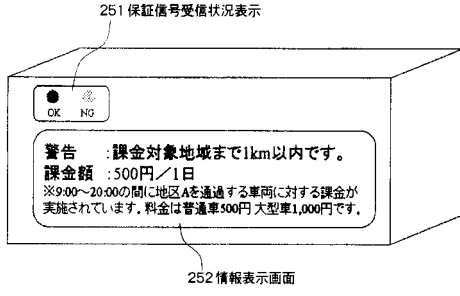 251 保証信号受信状況表示
OK NG
警告 :課金対象地域まで1km以内です。
課金額 :500円/1日
※9:00~20:00の間に地区Aを通過する車両に対する課金が
実施されています。料金は普通車500円 大型車1,000円です。
252 情報表示画面